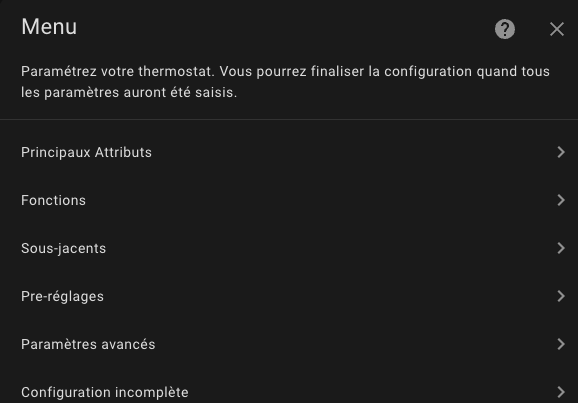 Menu
Paramétrez votre thermostat. Vous pourrez finaliser la configuration quand tous
les paramètres auront été saisis.
Principaux Attributs
Fonctions
Sous-jacents
Pre-réglages
Paramètres avancés
Configuration incomplète